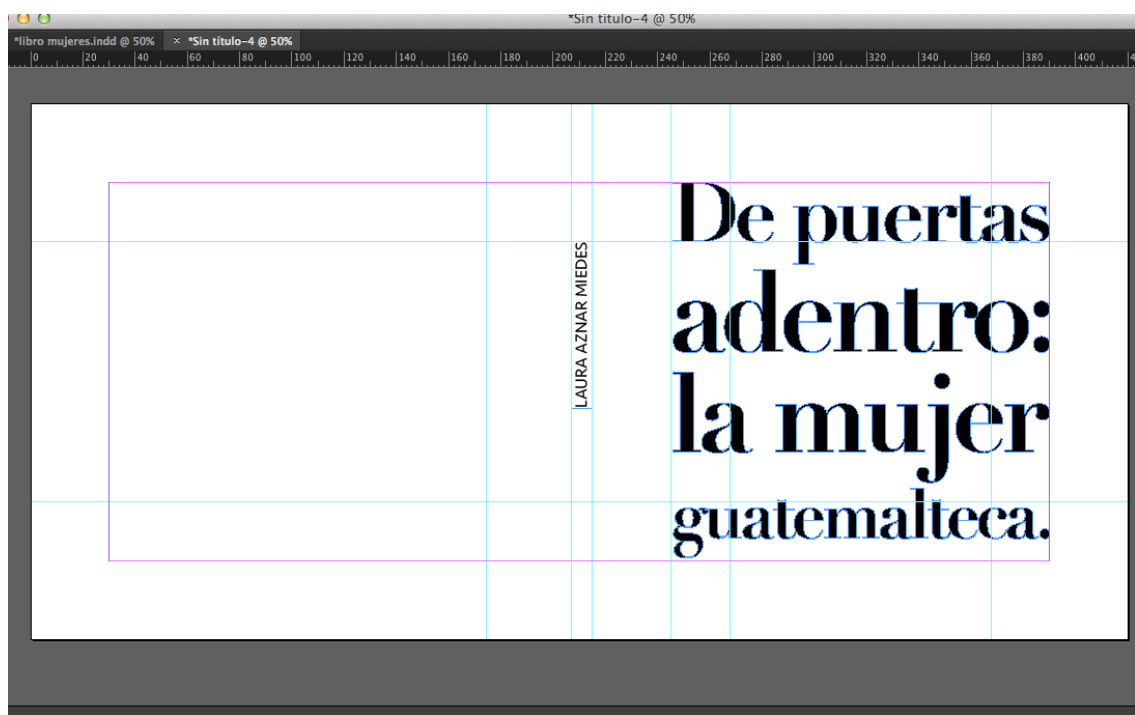 *Sin título-4 @ 50%
*libro mujeres.indd @ 50% × *Sin título-4 @ 50%
0 20 40 60 80 100 120 140 160 180 200 220 240 260 280 300 320 340 360 380 400
LAURA AZNAR MIEDES
De puertas
adentro:
la mujer
guatemalteca.